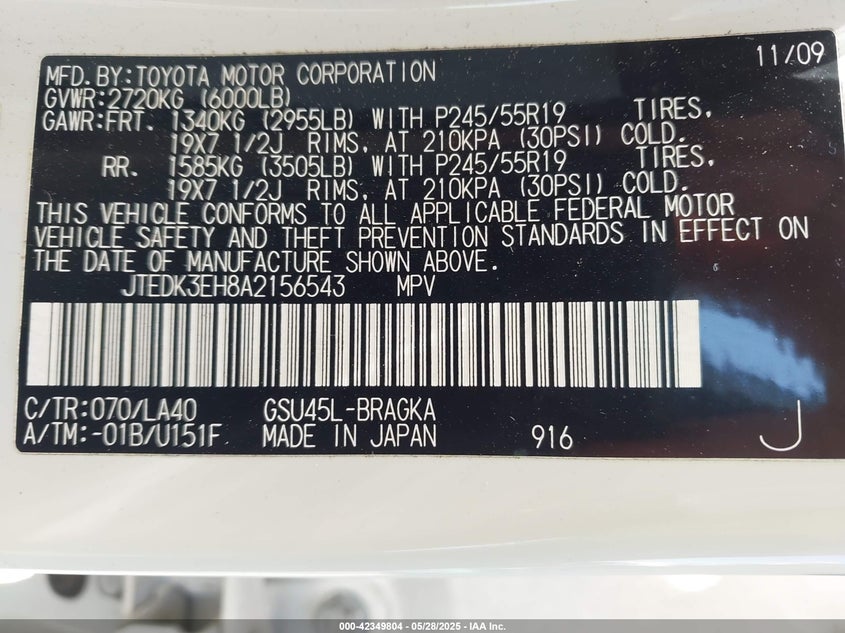 MFD.BY:TOYOTA MOTOR CORPORATION 11/09
GVWR:2720KG (6000LB)
GAWR:FRT. 1340KG (2955LB) WITH P245/55R19 TIRES,
19X7 1/2J RIMS, AT 210KPA (30PSI) COLD.
RR. 1585KG (3505LB) WITH P245/55R19 TIRES,
19X7 1/2J RIMS, AT 210KPA (30PSI) COLD.
THIS VEHICLE CONFORMS TO ALL APPLICABLE FEDERAL MOTOR
VEHICLE SAFETY AND THEFT PREVENTION STANDARDS IN EFFECT ON
THE DATE OF MANUFACTURE SHOWN ABOVE.
JTEDK3EH8A2156543 MPV
C/TR:070/LA40 GSU45L-BRAGKA
A/TM:-01B/U151F MADE IN JAPAN 916 J
000-42349804 - 05/28/2025 - IAA Inc.